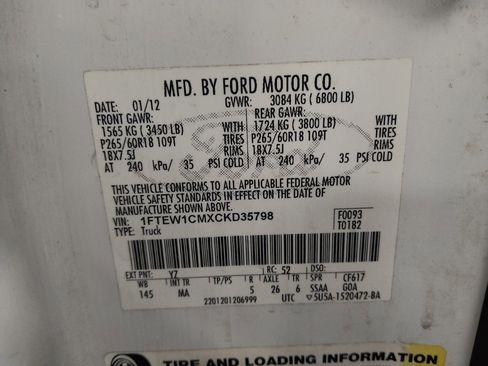 MFD. BY FORD MOTOR CO.
DATE: 01/12 GVWR: 3084 KG ( 6800 LB)
FRONT GAWR: REAR GAWR:
1565 KG ( 3450 LB) WITH 1724 KG ( 3800 LB) WITH
P265/60R18 109T TIRES P265/60R18 109T TIRES
18X7.5J RIMS 18X7.5J RIMS
AT 240 kPa/ 35 PSI COLD AT 240 kPa/ 35 PSI COLD
THIS VEHICLE CONFORMS TO ALL APPLICABLE FEDERAL MOTOR
VEHICLE SAFETY STANDARDS IN EFFECT ON THE DATE OF
MANUFACTURE SHOWN ABOVE.
VIN: 1FTEW1CMXCKD35798 F0093
TYPE: Truck T0182
EXT PNT: YZ RC: 52 DSO:
WB INT TR TP/PS R AXLE TR SPR CF617
145 MA 5 26 6 SSAA GOA
2201201206999 UTC 5U5A-1520472-BA
TIRE AND LOADING INFORMATION